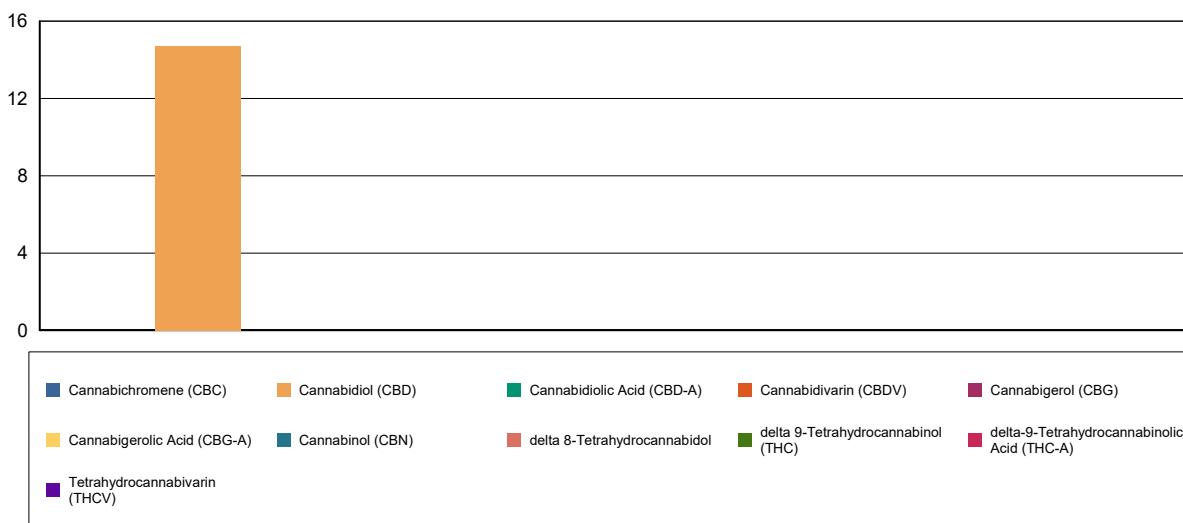 16
12
8
4
0
Cannabichromene (CBC)
Cannabidiol (CBD)
Cannabidiolic Acid (CBD-A)
Cannabidivarin (CBDV)
Cannabigerol (CBG)
Cannabigerolic Acid (CBG-A)
Cannabinol (CBN)
delta 8-Tetrahydrocannabidol
delta 9-Tetrahydrocannabinol
(THC)
delta-9-Tetrahydrocannabinolic
Acid (THC-A)
Tetrahydrocannabivarin
(THCV)